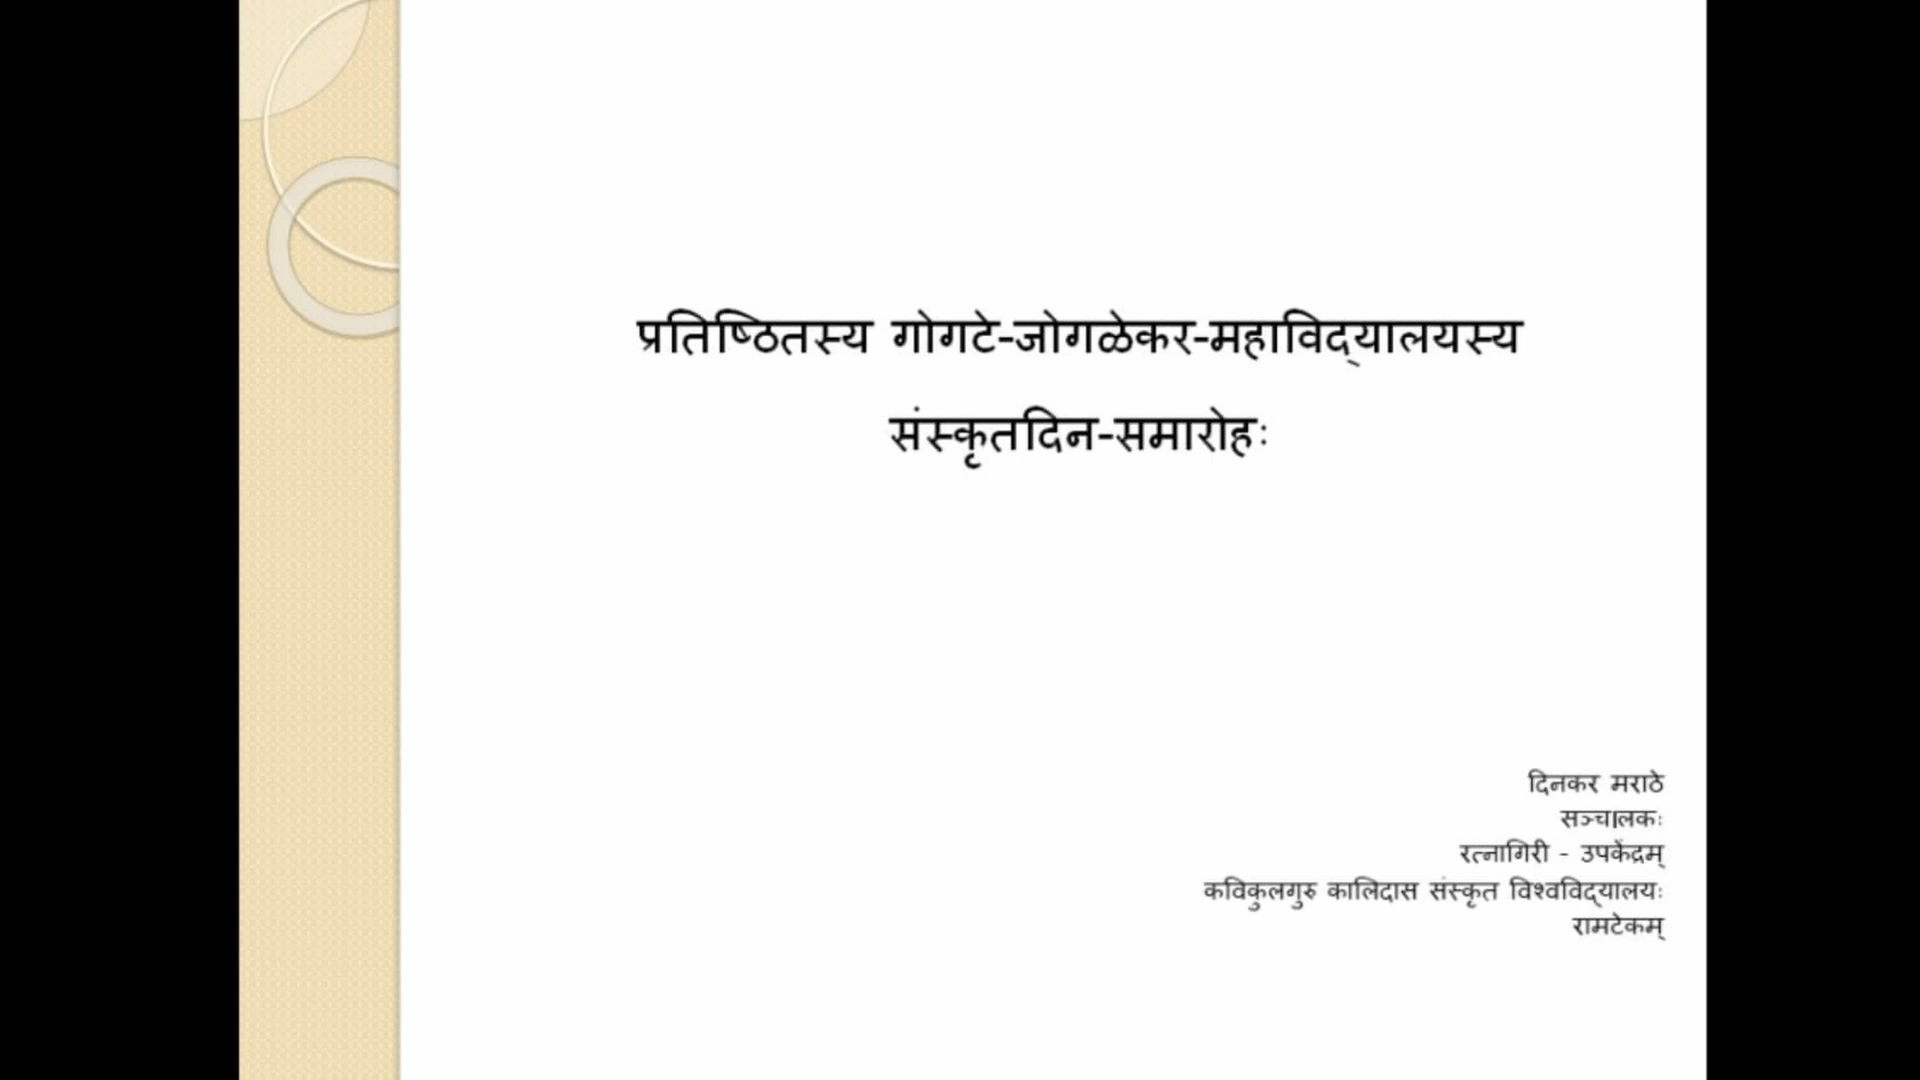 प्रतिष्ठितस्य गोगटे-जोगळेकर-महाविद्यालयस्य
संस्कृतदिन-समारोहः
दिनकर मराठे
सञ्चालकः
रत्नागिरी - उपकेंद्रम्
कविकुलगुरु कालिदास संस्कृत विश्वविद्यालयः
रामटेकम्